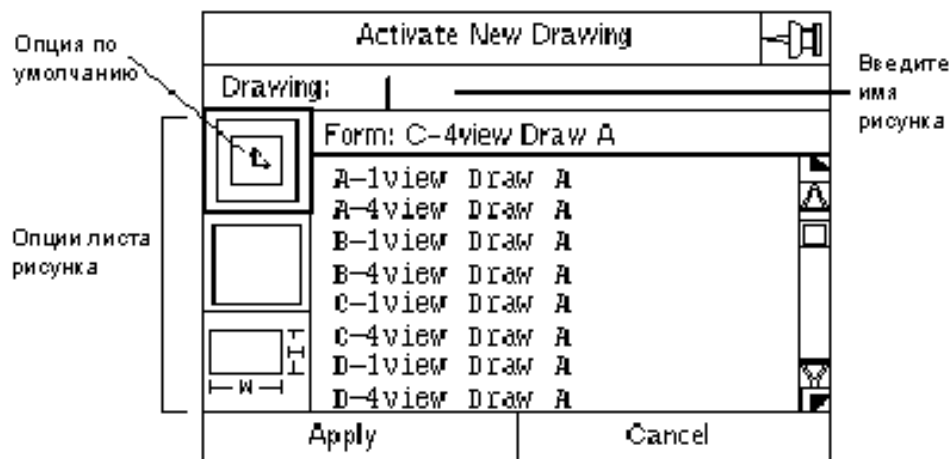 Опция по
умолчанию
Activate New Drawing
Drawing:
Введите
имя
рисунка
Form: C-4view Draw A
A-1view Draw A
A-4view Draw A
B-1view Draw A
B-4view Draw A
C-1view Draw A
C-4view Draw A
D-1view Draw A
D-4view Draw A
Опции листа
рисунка
H
W
Apply
Cancel